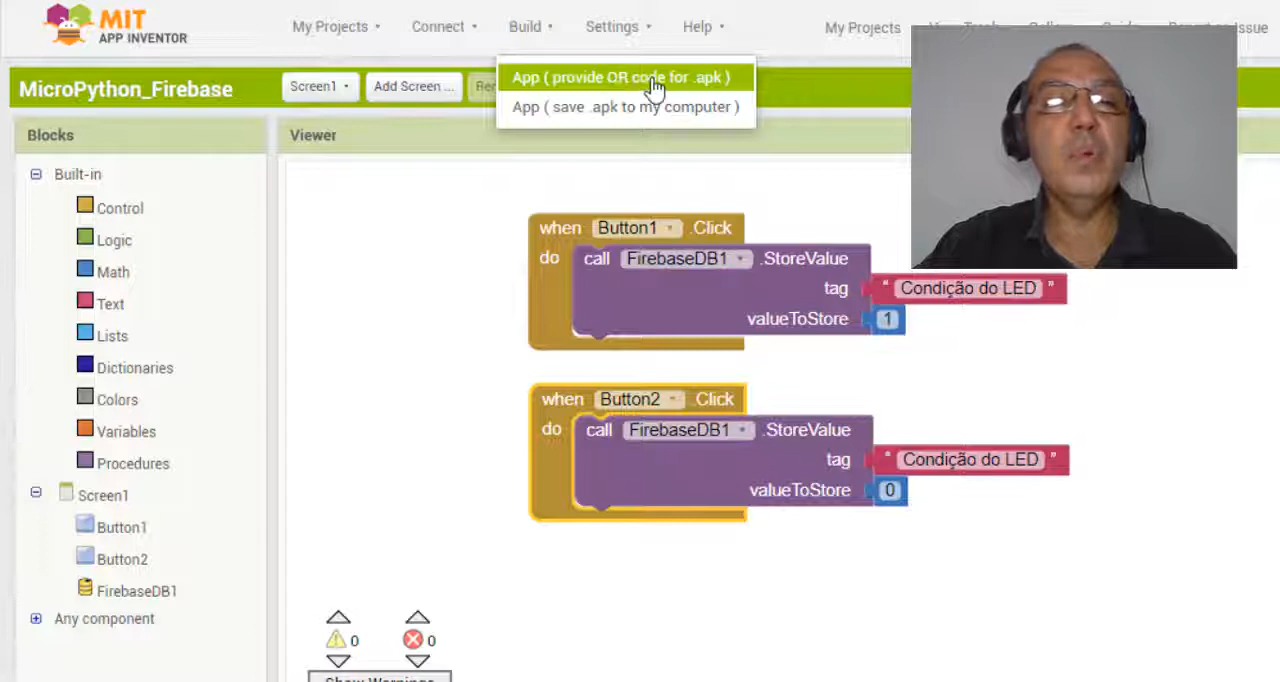 MIT
APP INVENTOR
My Projects
Connect
Build
Settings
Help
My Projects
Issue
MicroPython_Firebase
Screen1
Add Screen ...
App ( provide QR code for .apk )
App ( save .apk to my computer )
Blocks
Viewer
Built-in
Control
Logic
Math
Text
Lists
Dictionaries
Colors
Variables
Procedures
Screen1
Button1
Button2
FirebaseDB1
Any component
when Button1 .Click
do call FirebaseDB1 .StoreValue
tag " Condição do LED "
valueToStore 1
when Button2 .Click
do call FirebaseDB1 .StoreValue
tag " Condição do LED "
valueToStore 0
0
0
Show Warnings